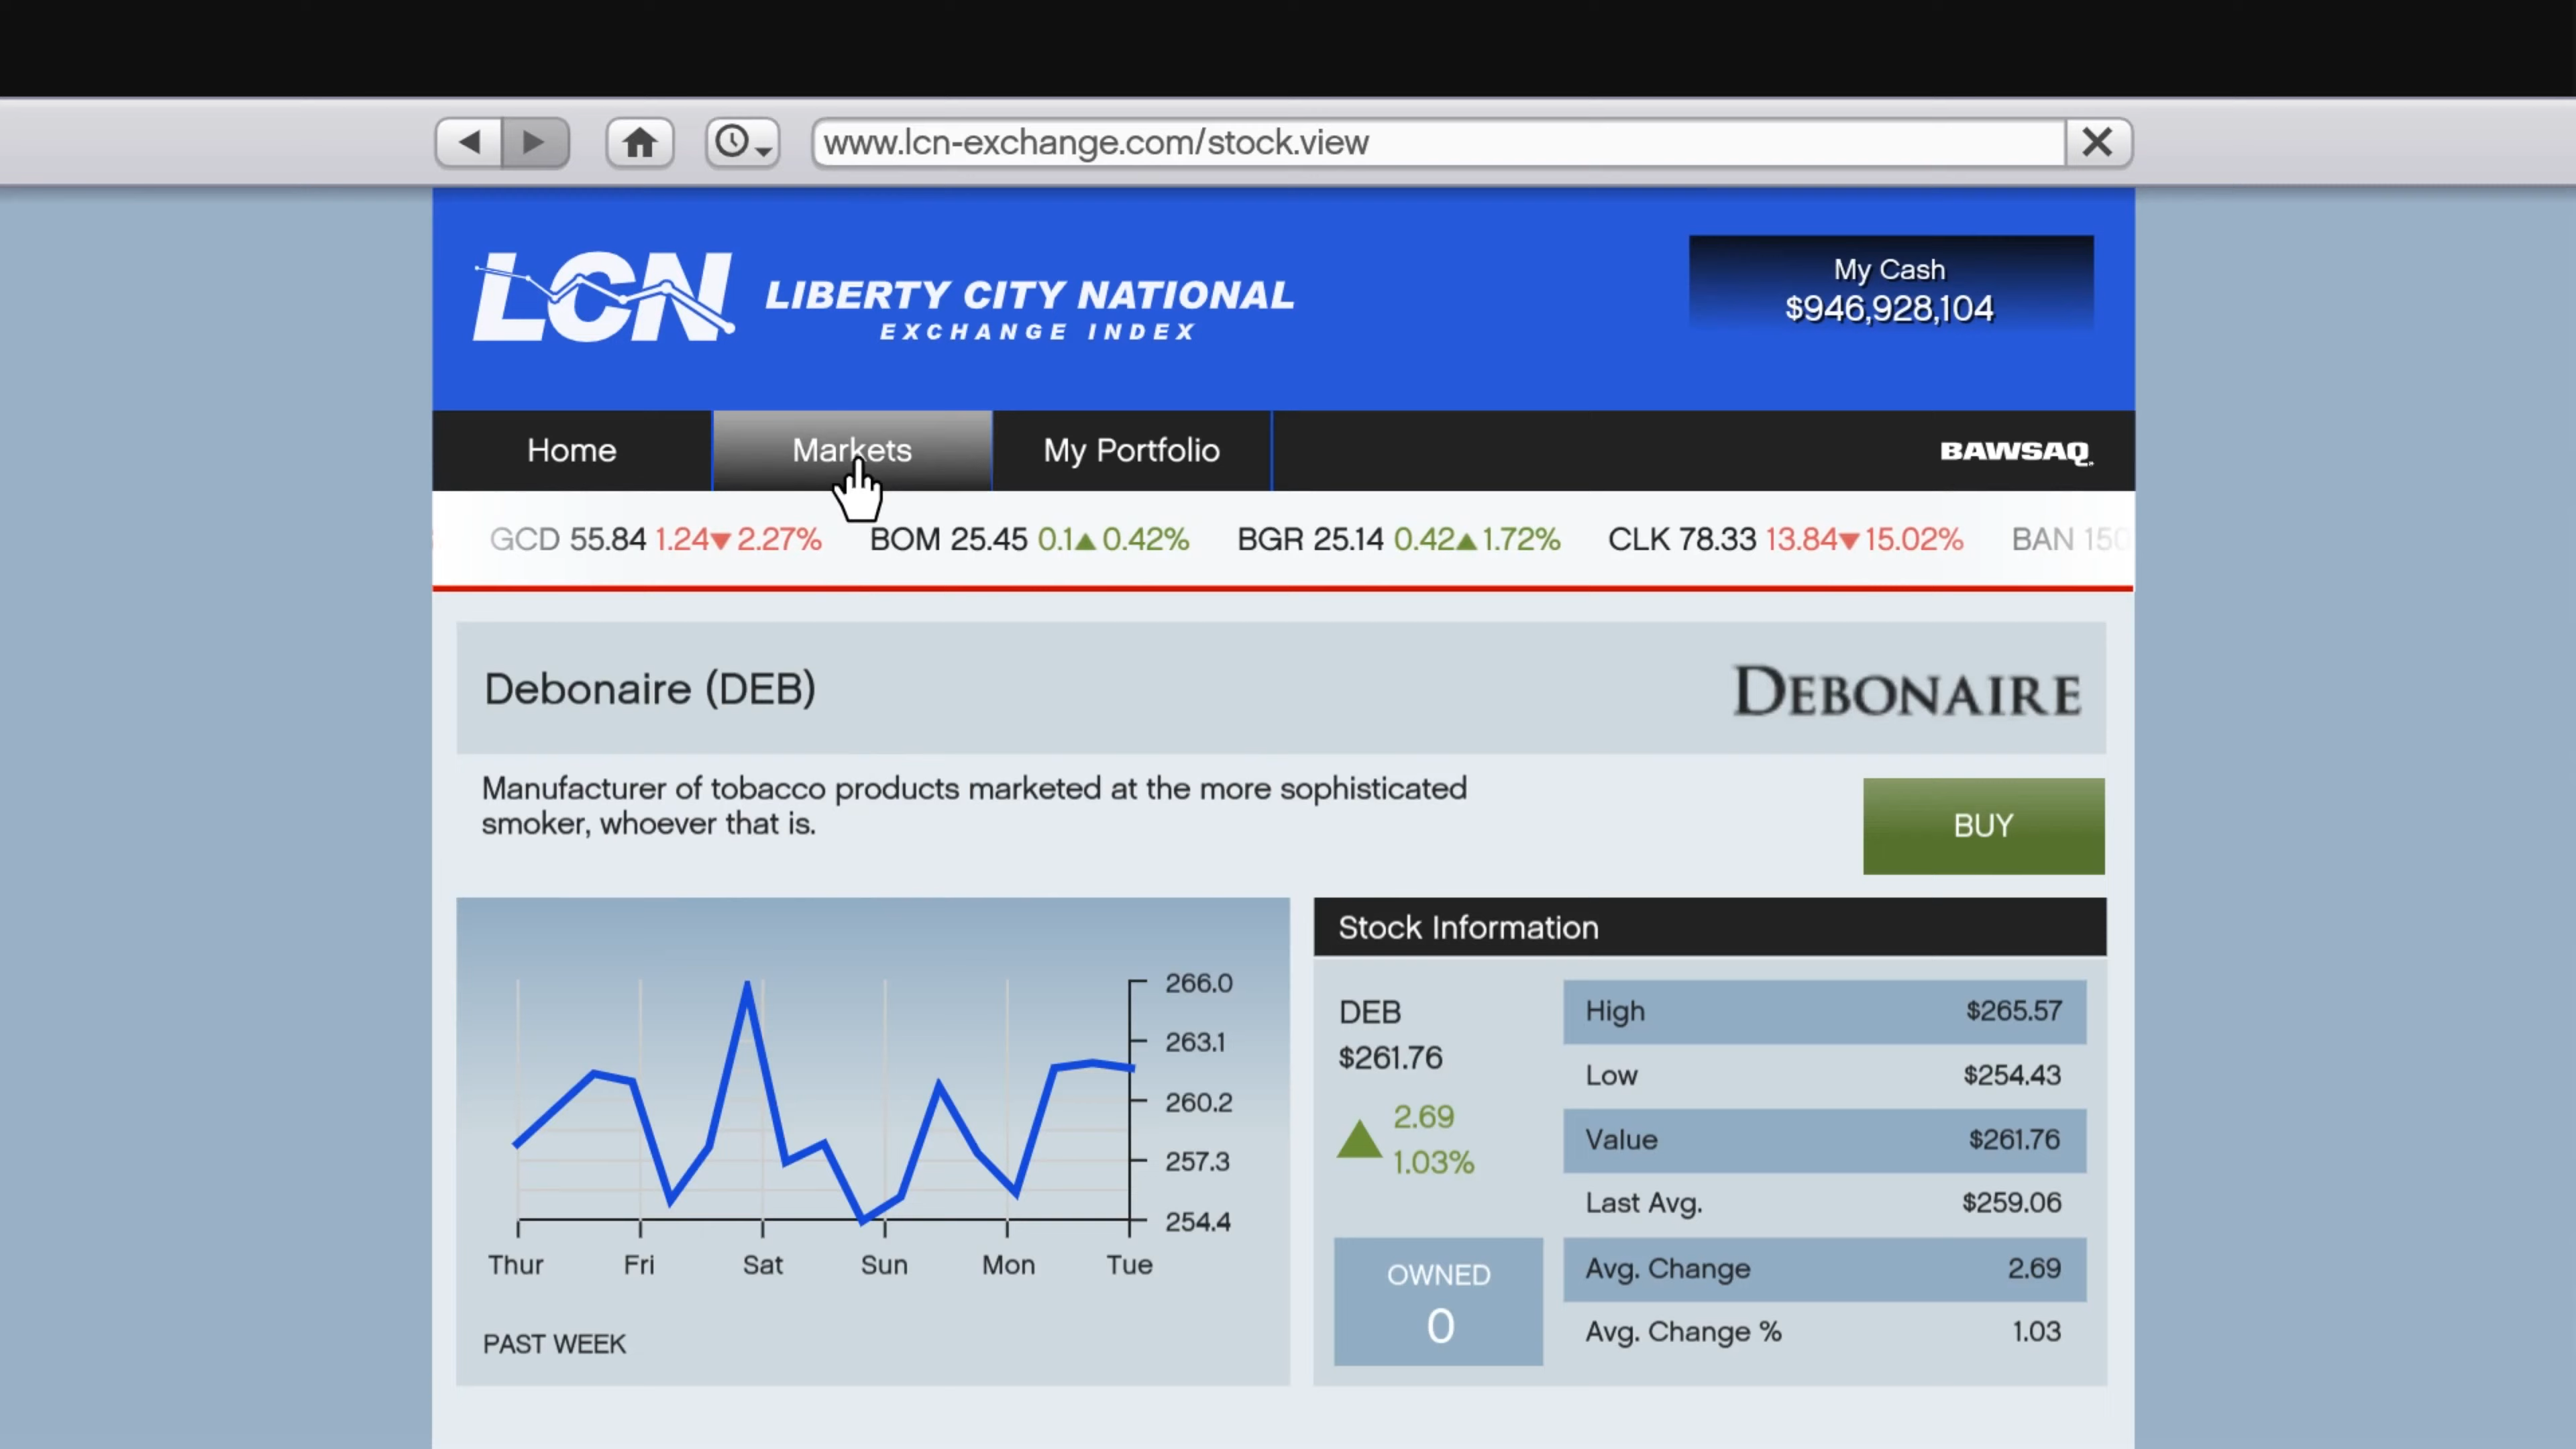 www.lcn-exchange.com/stock.view
LCN LIBERTY CITY NATIONAL
EXCHANGE INDEX
My Cash
$946,928,104
Home Markets My Portfolio BAWSAQ
GCD 55.84 1.24▼2.27% BOM 25.45 0.1▲0.42% BGR 25.14 0.42▲1.72% CLK 78.33 13.84▼15.02% BAN 150
Debonaire (DEB) DEBONAIRE
Manufacturer of tobacco products marketed at the more sophisticated
smoker, whoever that is.
BUY
266.0
263.1
260.2
257.3
254.4
Thur Fri Sat Sun Mon Tue
PAST WEEK
Stock Information
DEB
$261.76
2.69
1.03%
OWNED
0
High $265.57
Low $254.43
Value $261.76
Last Avg. $259.06
Avg. Change 2.69
Avg. Change % 1.03